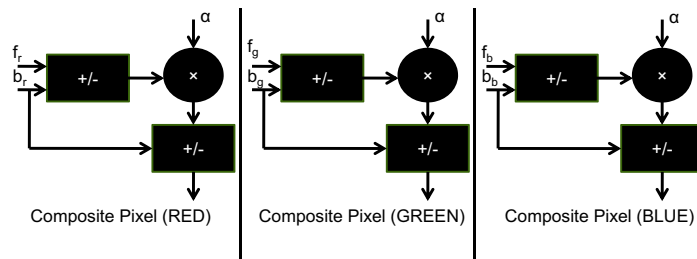 α
f_r
b_r
+/-
×
+/-
Composite Pixel (RED)
α
f_g
b_g
+/-
×
+/-
Composite Pixel (GREEN)
α
f_b
b_b
+/-
×
+/-
Composite Pixel (BLUE)